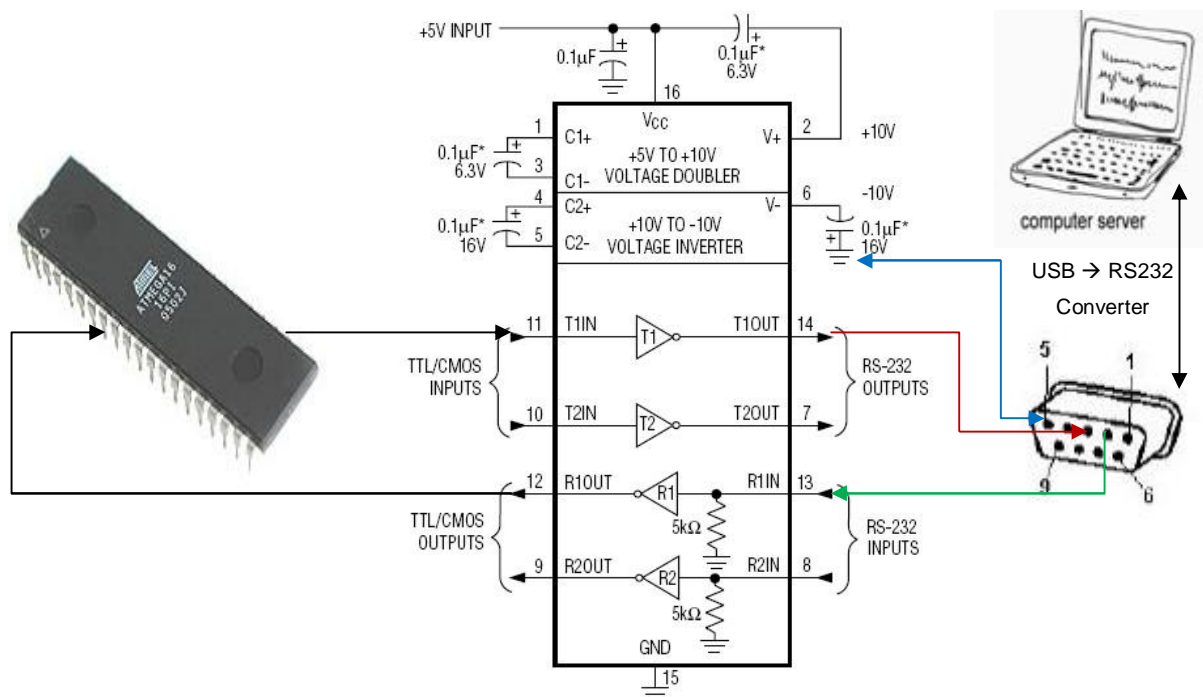 +5V INPUT
0.1µF
+
+
0.1µF*
6.3V
16
VCC
1
C1+
V+
2
+10V
0.1µF*
6.3V
+
3
C1-
+5V TO +10V
VOLTAGE DOUBLER
4
C2+
V-
6
-10V
0.1µF*
16V
+
5
C2-
+10V TO -10V
VOLTAGE INVERTER
+
0.1µF*
16V
computer server
USB → RS232
Converter
ATMEL
ATMEGA16
16PI
0502J
11
T1IN
T1
T1OUT
14
TTL/CMOS
INPUTS
RS-232
OUTPUTS
10
T2IN
T2
T2OUT
7
5
1
9
6
12
R1OUT
R1
R1IN
13
5kΩ
TTL/CMOS
OUTPUTS
RS-232
INPUTS
9
R2OUT
R2
R2IN
8
5kΩ
GND
15